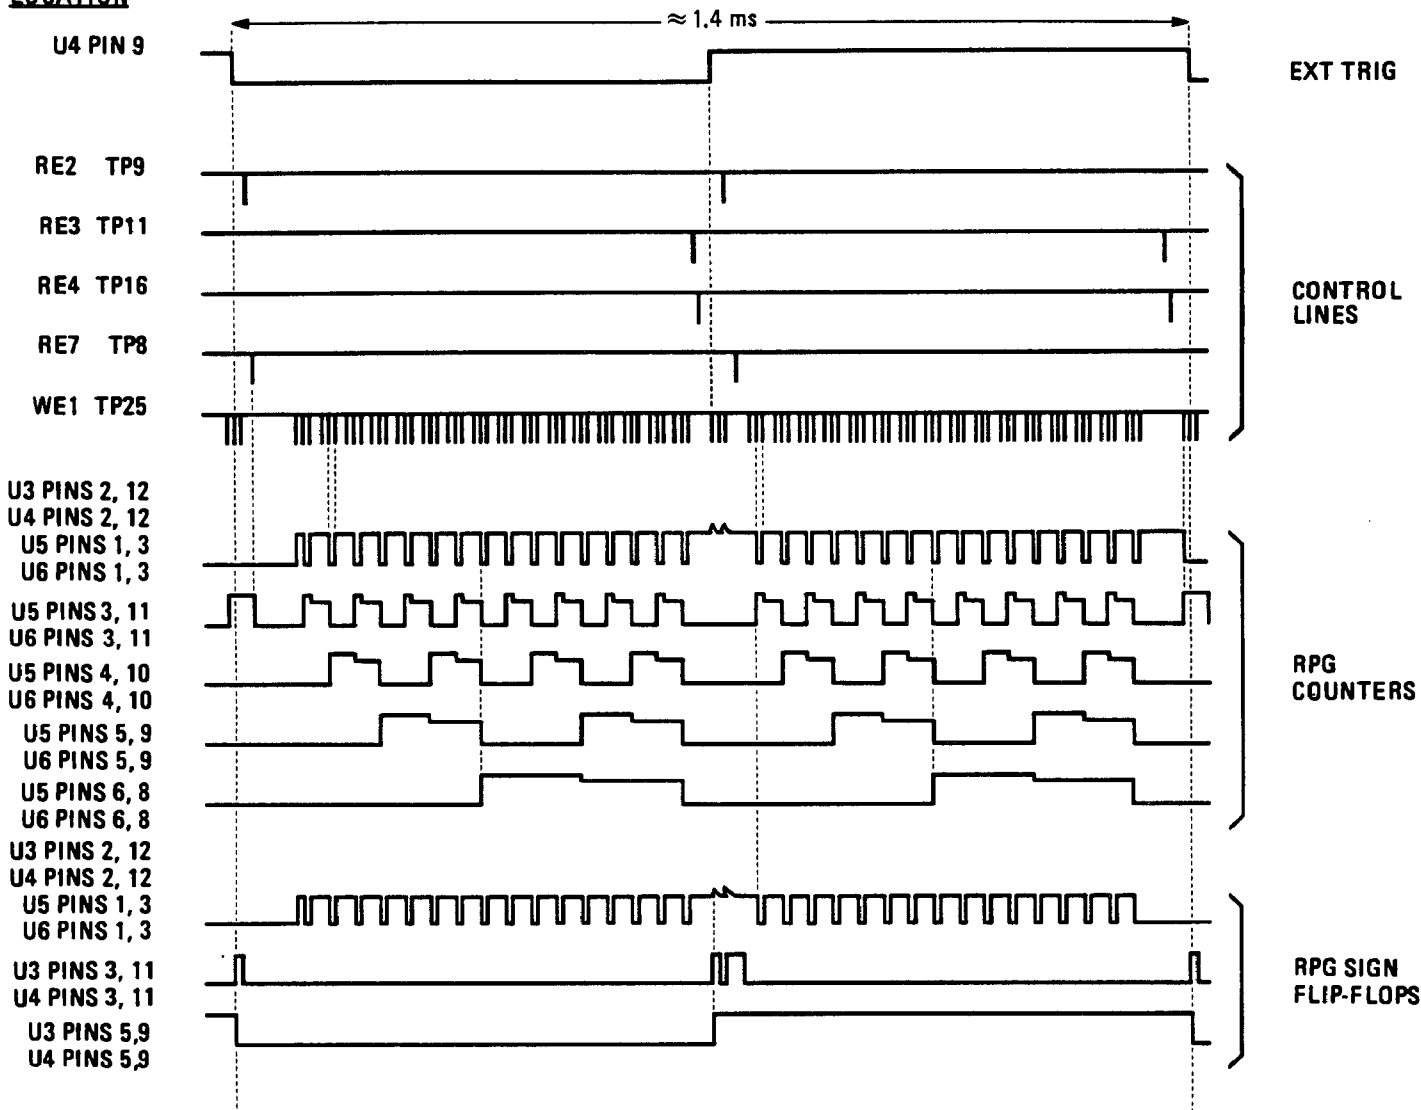 LOCATION
≈ 1.4 ms
U4 PIN 9
EXT TRIG
RE2 TP9
RE3 TP11
RE4 TP16
RE7 TP8
WE1 TP25
CONTROL
LINES
U3 PINS 2, 12
U4 PINS 2, 12
U5 PINS 1, 3
U6 PINS 1, 3
U5 PINS 3, 11
U6 PINS 3, 11
U5 PINS 4, 10
U6 PINS 4, 10
U5 PINS 5, 9
U6 PINS 5, 9
U5 PINS 6, 8
U6 PINS 6, 8
RPG
COUNTERS
U3 PINS 2, 12
U4 PINS 2, 12
U5 PINS 1, 3
U6 PINS 1, 3
U3 PINS 3, 11
U4 PINS 3, 11
U3 PINS 5,9
U4 PINS 5,9
RPG SIGN
FLIP-FLOPS